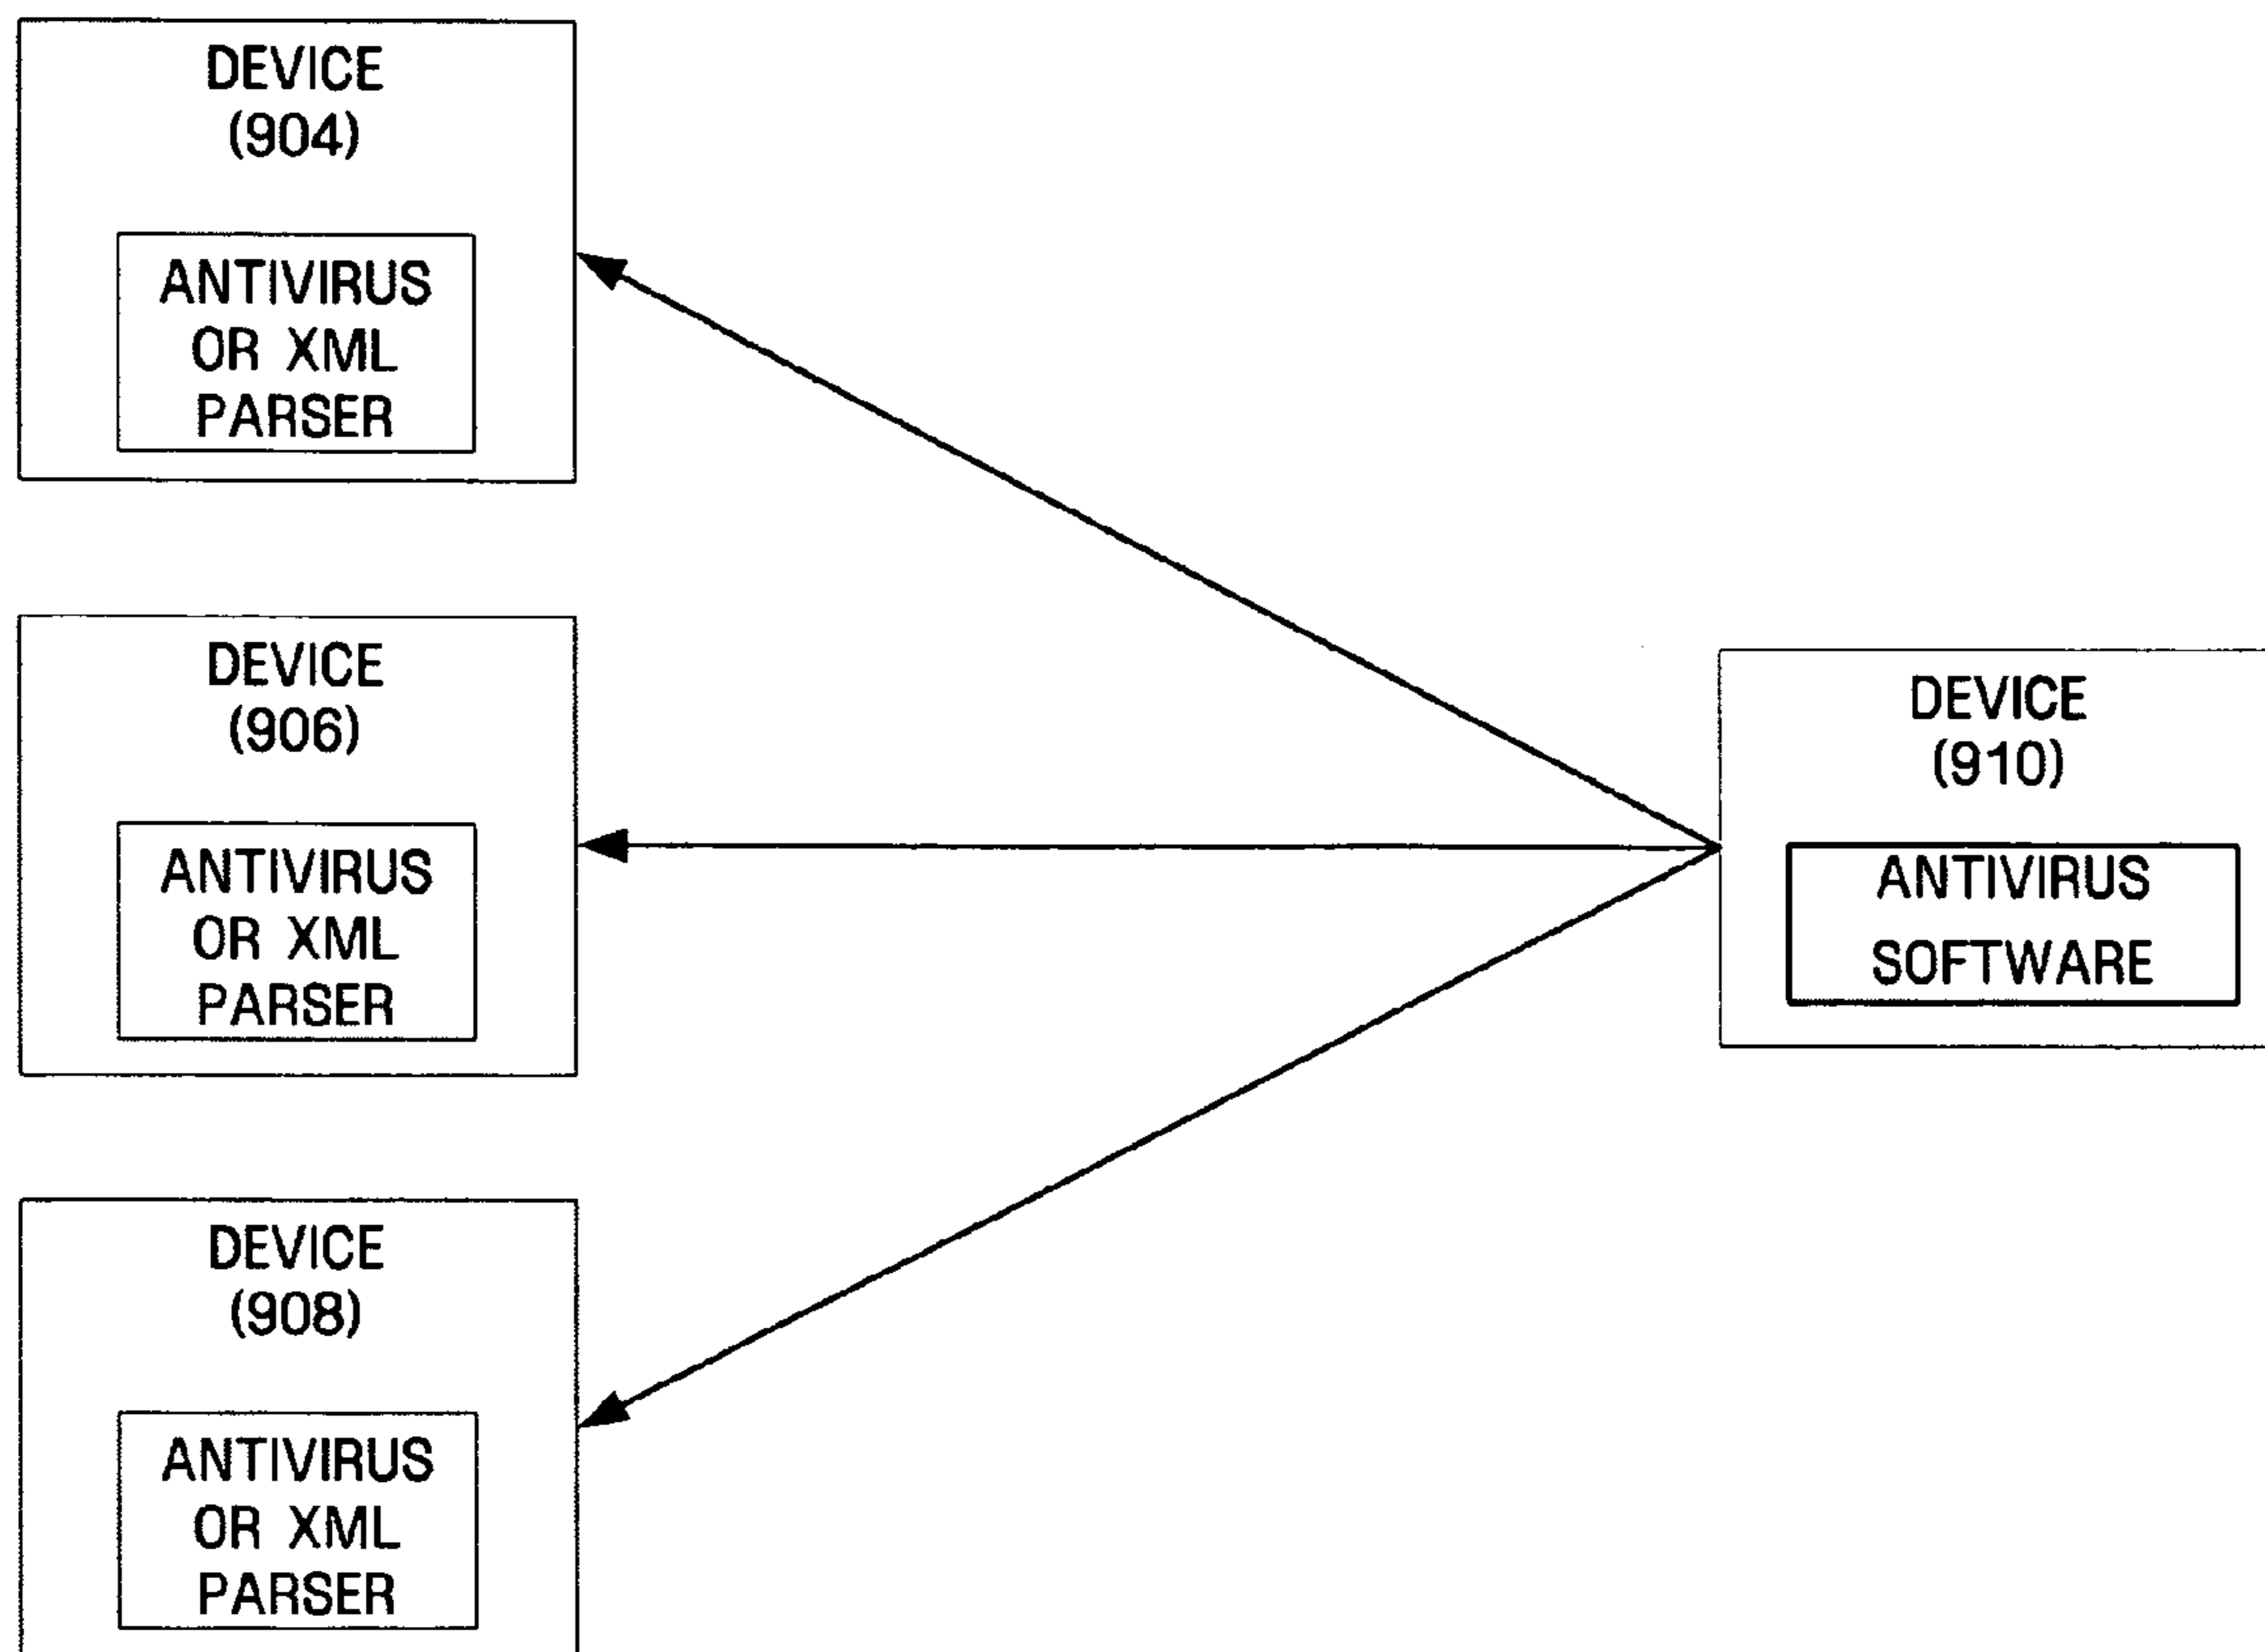 DEVICE
(904)
ANTIVIRUS
OR XML
PARSER
DEVICE
(906)
ANTIVIRUS
OR XML
PARSER
DEVICE
(908)
ANTIVIRUS
OR XML
PARSER
DEVICE
(910)
ANTIVIRUS
SOFTWARE